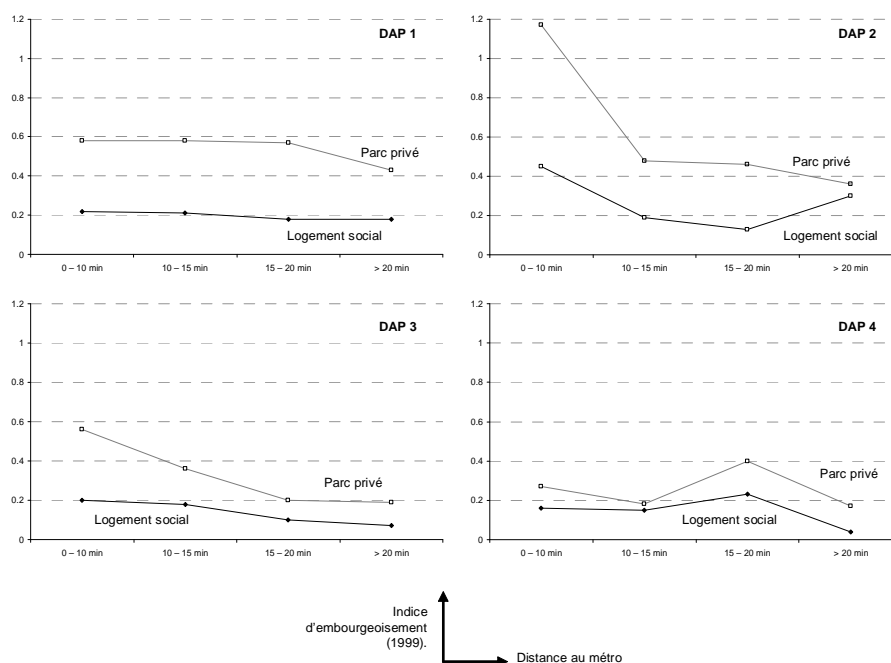 DAP 1
1.2
1
0.8
0.6
0.4
0.2
0
Parc privé
Logement social
0 – 10 min
10 – 15 min
15 – 20 min
> 20 min
DAP 2
1.2
1
0.8
0.6
0.4
0.2
0
Parc privé
Logement social
0 – 10 min
10 – 15 min
15 – 20 min
> 20 min
DAP 3
1.2
1
0.8
0.6
0.4
0.2
0
Parc privé
Logement social
0 – 10 min
10 – 15 min
15 – 20 min
> 20 min
DAP 4
1.2
1
0.8
0.6
0.4
0.2
0
Parc privé
Logement social
0 – 10 min
10 – 15 min
15 – 20 min
> 20 min
Indice
d'embourgeoisement
(1999).
Distance au métro